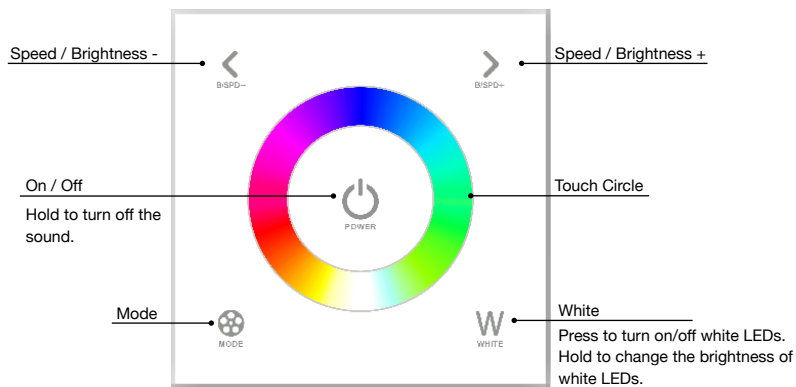 Speed / Brightness -
Speed / Brightness +
B/SPD−
B/SPD+
On / Off
Hold to turn off the
sound.
POWER
Touch Circle
Mode
MODE
W
WHITE
White
Press to turn on/off white LEDs.
Hold to change the brightness of
white LEDs.